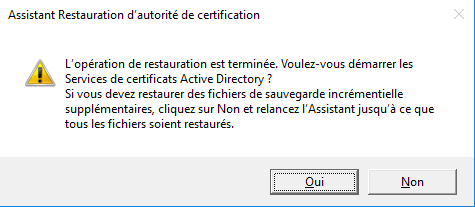 Assistant Restauration d'autorité de certification
L'opération de restauration est terminée. Voulez-vous démarrer les
Services de certificats Active Directory ?
Si vous devez restaurer des fichiers de sauvegarde incrémentielle
supplémentaires, cliquez sur Non et relancez l'Assistant jusqu'à ce que
tous les fichiers soient restaurés.
Oui
Non